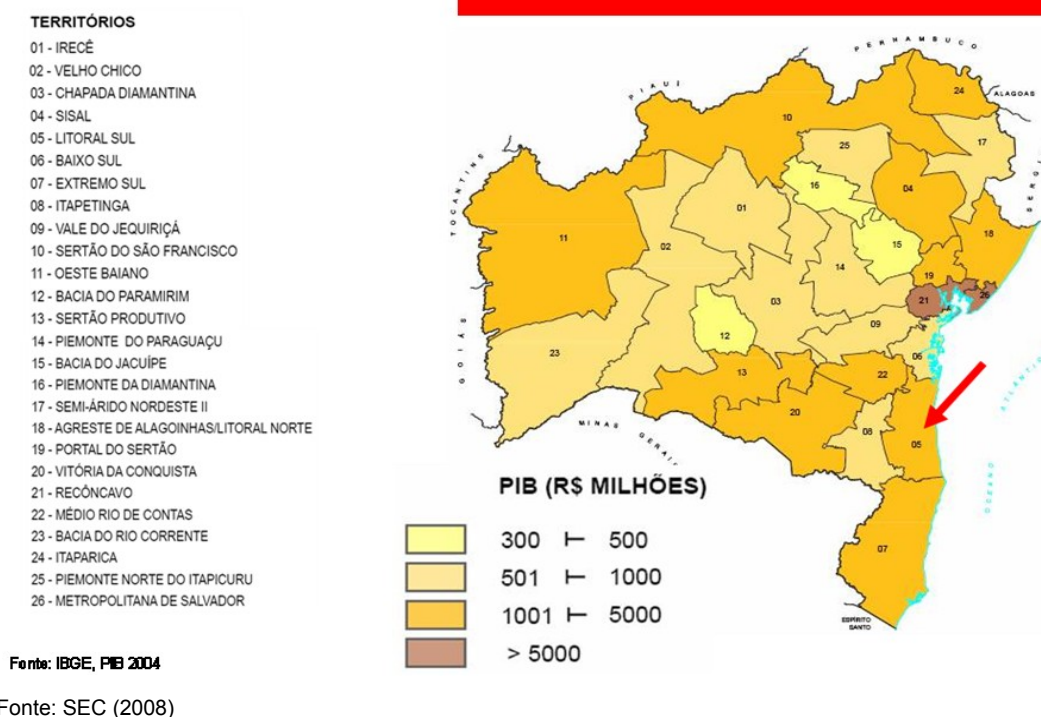 TERRITÓRIOS
01 - IRECÊ
02 - VELHO CHICO
03 - CHAPADA DIAMANTINA
04 - SISAL
05 - LITORAL SUL
06 - BAIXO SUL
07 - EXTREMO SUL
08 - ITAPETINGA
09 - VALE DO JEQUIRIÇÁ
10 - SERTÃO DO SÃO FRANCISCO
11 - OESTE BAIANO
12 - BACIA DO PARAMIRIM
13 - SERTÃO PRODUTIVO
14 - PIEMONTE DO PARAGUAÇU
15 - BACIA DO JACUÍPE
16 - PIEMONTE DA DIAMANTINA
17 - SEMI-ÁRIDO NORDESTE II
18 - AGRESTE DE ALAGOINHAS/LITORAL NORTE
19 - PORTAL DO SERTÃO
20 - VITÓRIA DA CONQUISTA
21 - RECÔNCAVO
22 - MÉDIO RIO DE CONTAS
23 - BACIA DO RIO CORRENTE
24 - ITAPARICA
25 - PIEMONTE NORTE DO ITAPICURU
26 - METROPOLITANA DE SALVADOR
Fonte: IBGE, PIB 2004
Fonte: SEC (2008)
PERNAMBUCO
PIAUÍ
ALAGOAS
TOCANTINS
GOIÁS
MINAS
OCEANO
ESPÍRITO
SANTO
24
10
17
25
16
04
01
11
02
15
18
14
19
21
26
03
09
12
23
06
13
22
20
08
05
07
PIB (R$ MILHÕES)
300 ⊢ 500
501 ⊢ 1000
1001 ⊢ 5000
> 5000